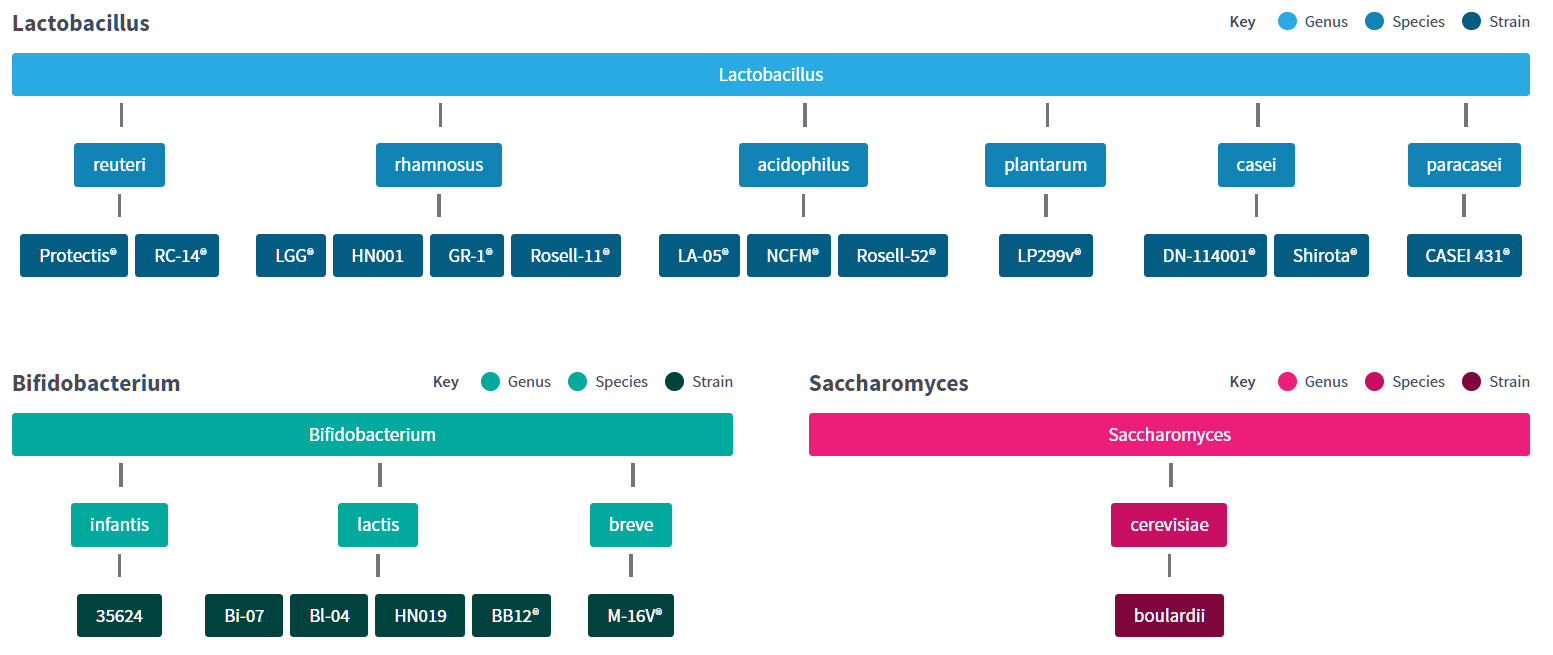 Lactobacillus
Key Genus Species Strain
Lactobacillus
reuteri rhamnosus acidophilus plantarum casei paracasei
Protectis® RC-14® LGG® HN001 GR-1® Rosell-11® LA-05® NCFM® Rosell-52® LP299v® DN-114001® Shirota® CASEI 431®
Bifidobacterium
Key Genus Species Strain
Bifidobacterium
infantis lactis breve
35624 Bi-07 Bl-04 HN019 BB12® M-16V®
Saccharomyces
Key Genus Species Strain
Saccharomyces
cerevisiae
boulardii